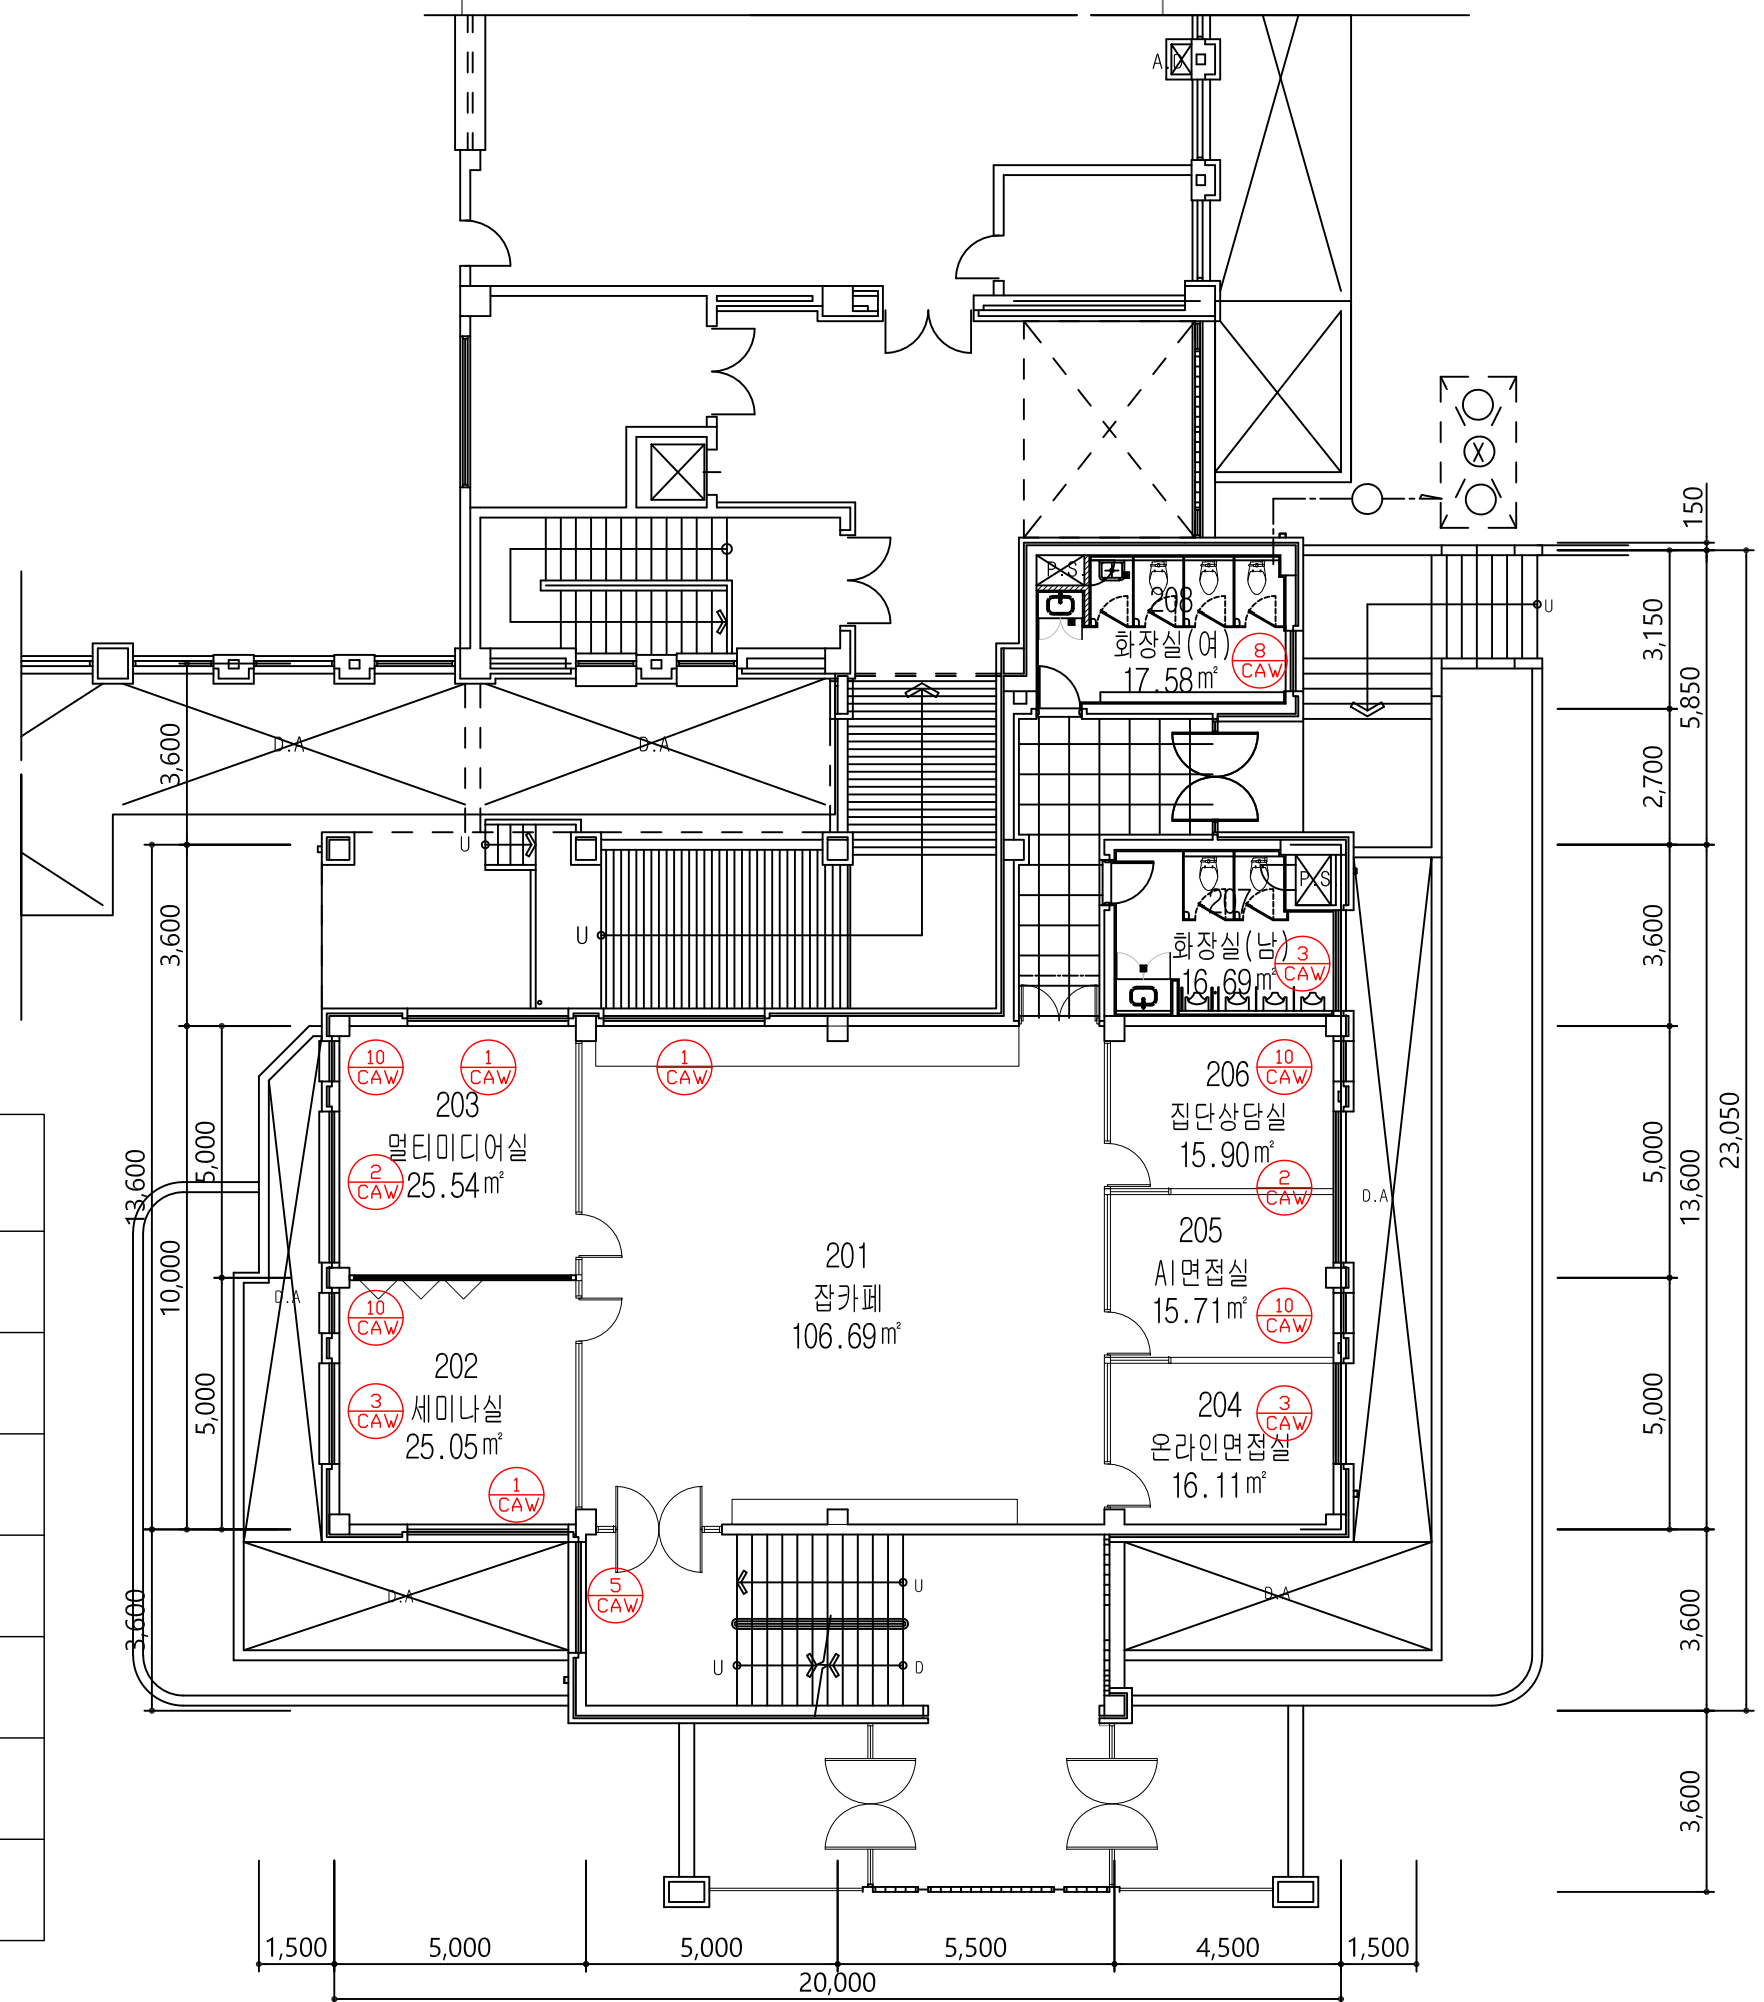 A.D
150
P.S.
208
화장실(여)
17.58㎡
8
CAW
U
3,150
5,850
D.A
D.A
3,600
2,700
U
P.S
207
화장실(남)
16.69㎡
3
CAW
U
3,600
3,600
10
CAW
1
CAW
1
CAW
10
CAW
203
멀티미디어실
25.54㎡
2
CAW
206
집단상담실
15.90㎡
2
CAW
13,600
5,000
5,000
13,600
23,050
D.A
205
AI면접실
15.71㎡
10
CAW
201
잡카페
106.69㎡
10,000
D.A
10
CAW
202
세미나실
25.05㎡
3
CAW
204
온라인면접실
16.11㎡
3
CAW
5,000
5,000
1
CAW
5
CAW
D.A
U
D.A
3,600
3,600
U
D
3,600
1,500
5,000
5,000
5,500
4,500
1,500
20,000